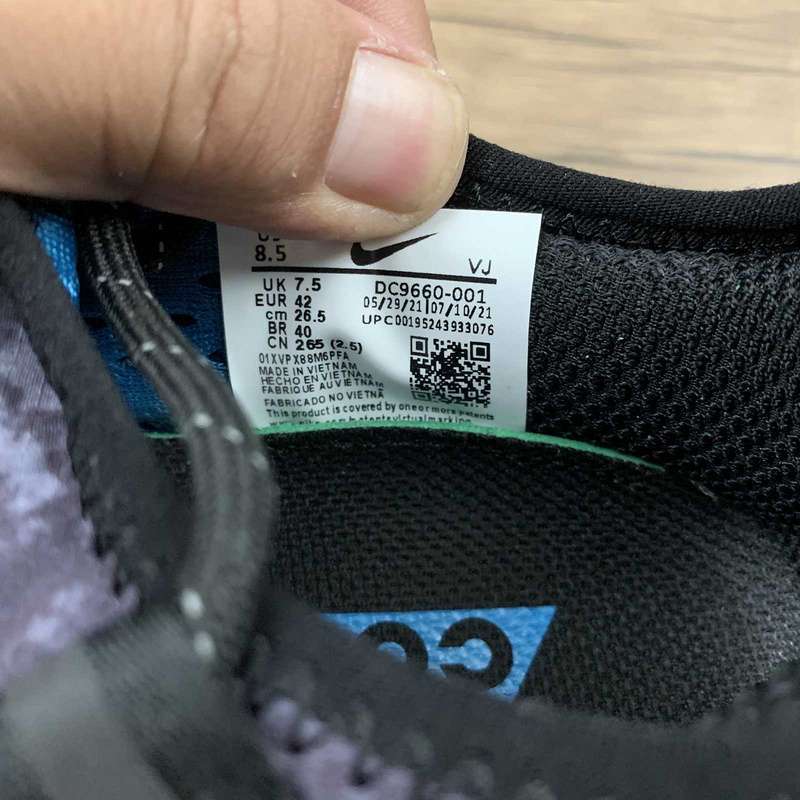 8.5
VJ
UK 7.5
EUR 42
cm 26.5
BR 40
CN 265 (2.5)
DC9660-001
05/29/21 07/10/21
UPC00195243933076
01XVPX88M6PFA
MADE IN VIETNAM
HECHO EN VIETNAM
FABRIQUE AU VIETNAM
FABRICADO NO VIETNÃ
This product is covered by one or more patents